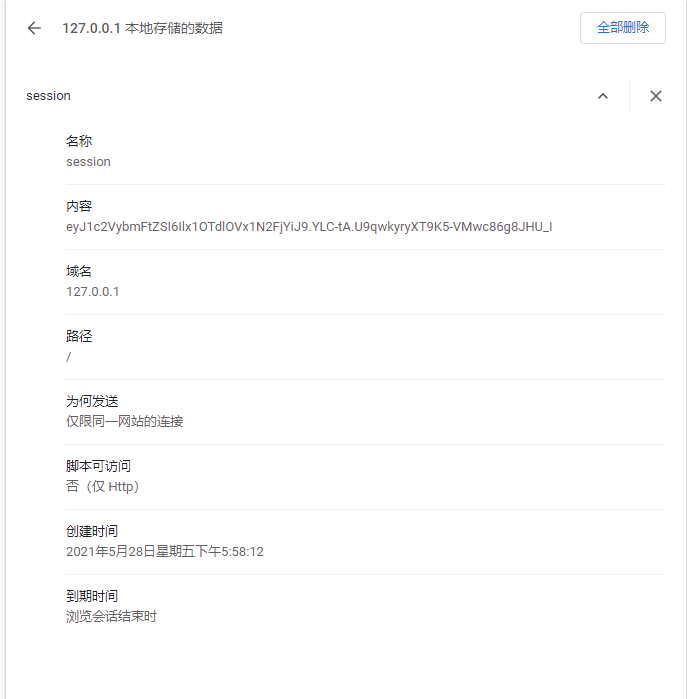 127.0.0.1 本地存储的数据
全部删除
session
名称
session
内容
eyJ1c2VybmFtZSI6Ilx1OTdlOVx1N2FjYiJ9.YLC-tA.U9qwkyryXT9K5-VMwc86g8JHU_I
域名
127.0.0.1
路径
/
为何发送
仅限同一网站的连接
脚本可访问
否（仅 Http）
创建时间
2021年5月28日星期五下午5:58:12
到期时间
浏览会话结束时